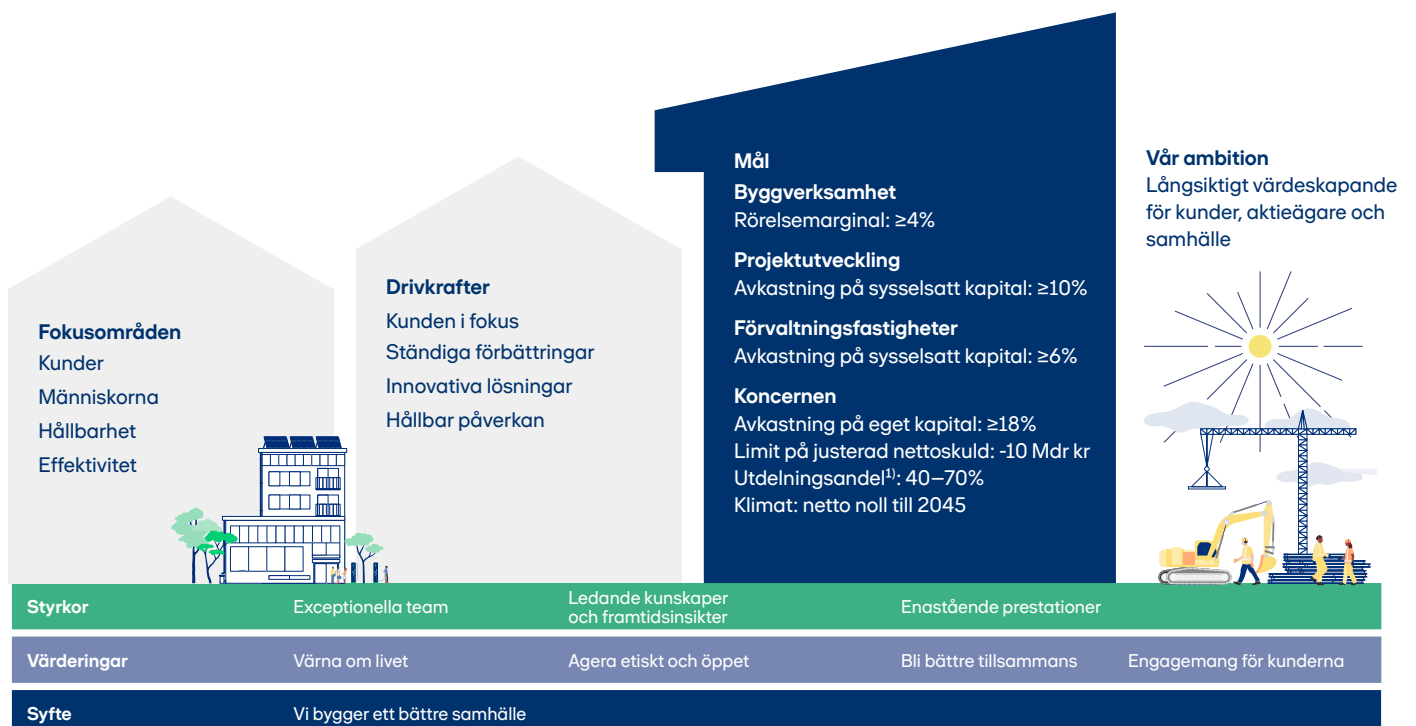 Fokusområden
Kunder
Människorna
Hållbarhet
Effektivitet
Drivkrafter
Kunden i fokus
Ständiga förbättringar
Innovativa lösningar
Hållbar påverkan
Mål
Byggverksamhet
Rörelsemarginal: ≥4%
Projektutveckling
Avkastning på sysselsatt kapital: ≥10%
Förvaltningsfastigheter
Avkastning på sysselsatt kapital: ≥6%
Koncernen
Avkastning på eget kapital: ≥18%
Limit på justerad nettoskuld: -10 Mdr kr
Utdelningsandel¹⁾: 40–70%
Klimat: netto noll till 2045
Vår ambition
Långsiktigt värdeskapande
för kunder, aktieägare och
samhälle
Styrkor
Exceptionella team
Ledande kunskaper
och framtidsinsikter
Enastående prestationer
Värderingar
Värna om livet
Agera etiskt och öppet
Bli bättre tillsammans
Engagemang för kunderna
Syfte
Vi bygger ett bättre samhälle